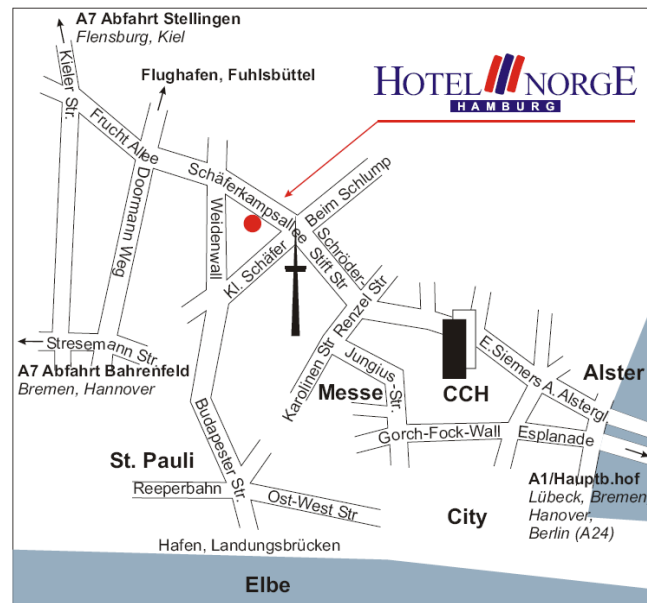 A7 Abfahrt Stellingen
Flensburg, Kiel
Kieler Str.
Flughafen, Fuhlsbüttel
HOTEL NORGE
HAMBURG
Frucht Allee
Doormann Weg
Schäferkampsallee
Beim Schlump
Weidenwall
Kl. Schäfer
Schröder-
Stift Str
Renzel Str
Karolinen Str
Jungius-Str.
Stresemann Str.
A7 Abfahrt Bahrenfeld
Bremen, Hannover
Messe
CCH
E.Siemers A.
Alstergl.
Alster
Gorch-Fock-Wall
Esplanade
Budapester Str.
St. Pauli
Reeperbahn
Ost-West Str
City
A1/Hauptb.hof
Lübeck, Bremen
Hanover,
Berlin (A24)
Hafen, Landungsbrücken
Elbe